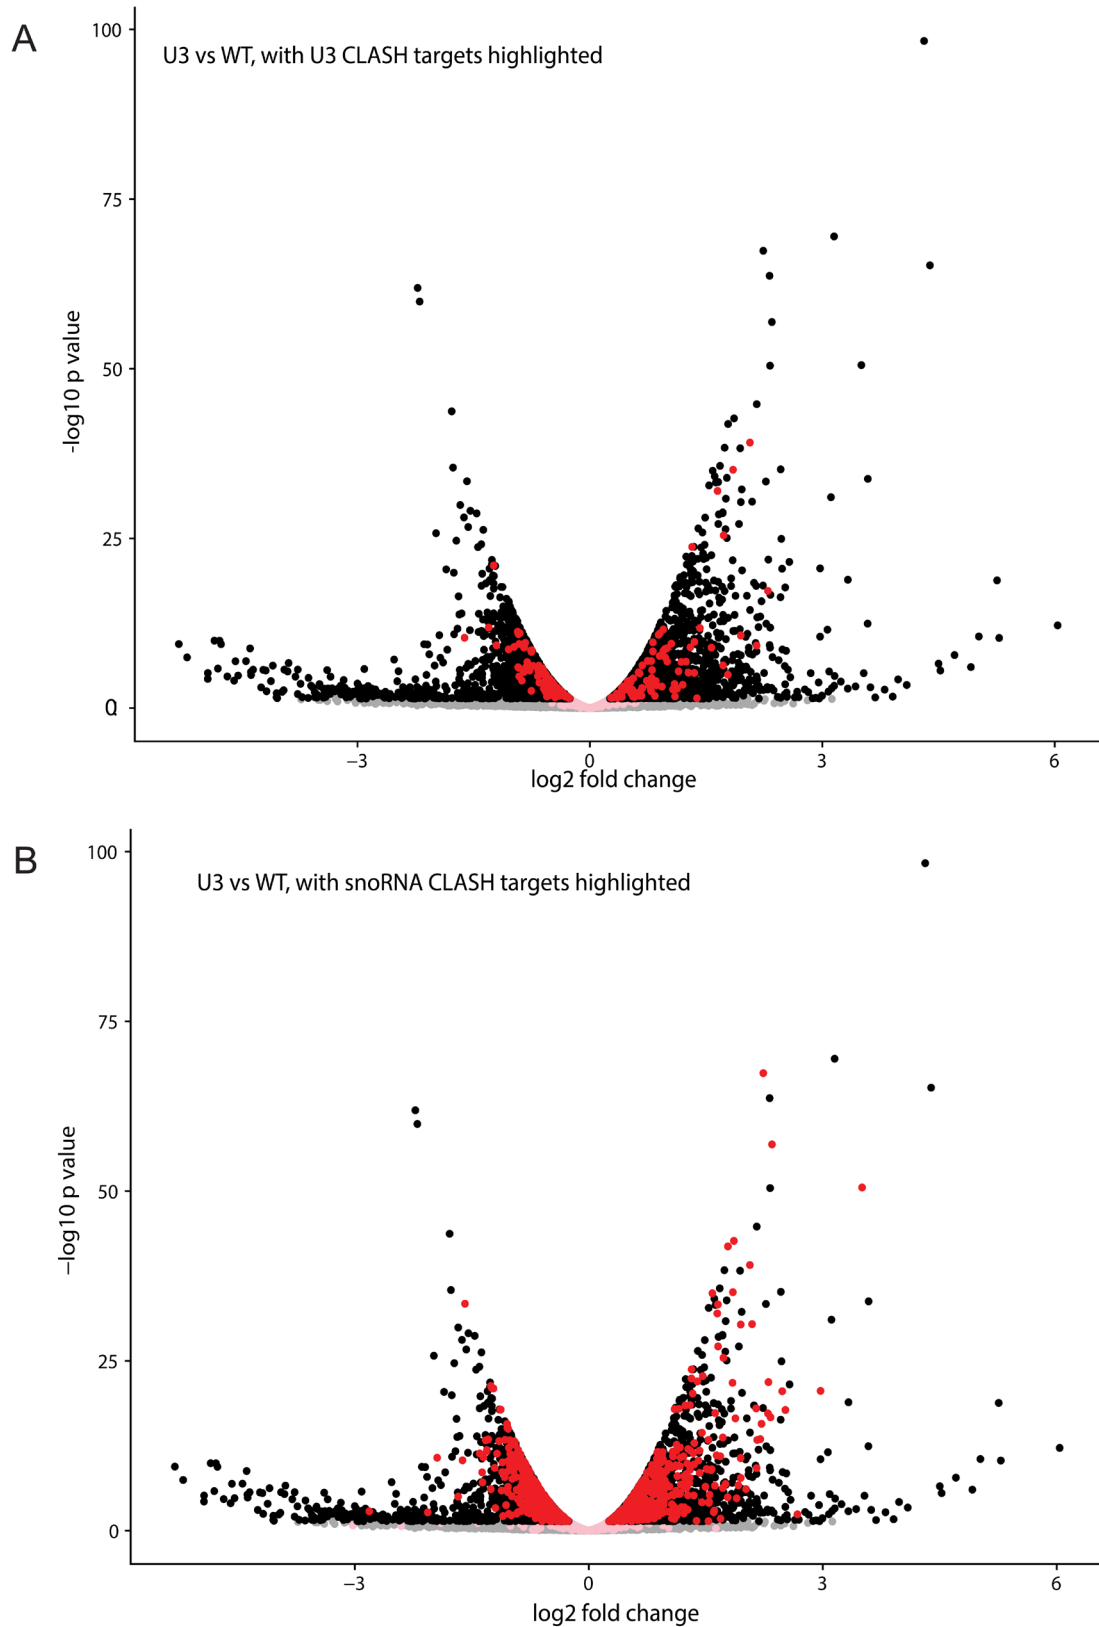 A
U3 vs WT, with U3 CLASH targets highlighted
100
75
50
25
0
-log10 p value
−3
0
3
6
log2 fold change
B
U3 vs WT, with snoRNA CLASH targets highlighted
100
75
50
25
0
−log10 p value
−3
0
3
6
log2 fold change